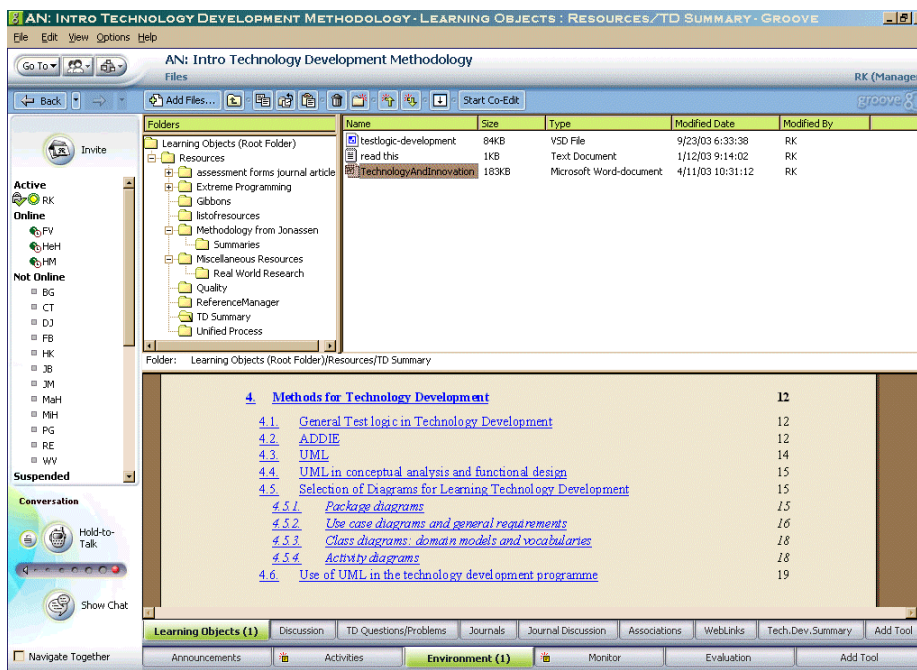 AN: Intro Technology Development Methodology - Learning Objects : Resources/TD Summary - Groove
File Edit View Options Help
Go To
AN: Intro Technology Development Methodology
Files
RK (Manager
Back
Add Files...
Start Co-Edit
groove
Invite
Active
RK
Online
FV
HeH
HM
Not Online
BG
CT
DJ
FB
HK
JB
JM
MaH
MiH
PG
RE
WV
Suspended
Conversation
Hold-to-
Talk
Show Chat
Navigate Together
Folders
Learning Objects (Root Folder)
Resources
assessment forms journal article
Extreme Programming
Gibbons
listofresources
Methodology from Jonassen
Summaries
Miscellaneous Resources
Real World Research
Quality
ReferenceManager
TD Summary
Unified Process
Name Size Type Modified Date Modified By
testlogic-development 84KB VSD File 9/23/03 6:33:38 RK
read this 1KB Text Document 1/12/03 9:14:02 RK
TechnologyAndInnovation 183KB Microsoft Word-document 4/11/03 10:31:12 RK
Folder: Learning Objects (Root Folder)/Resources/TD Summary
4. Methods for Technology Development 12
4.1. General Test logic in Technology Development 12
4.2. ADDIE 12
4.3. UML 14
4.4. UML in conceptual analysis and functional design 15
4.5. Selection of Diagrams for Learning Technology Development 15
4.5.1. Package diagrams 15
4.5.2. Use case diagrams and general requirements 16
4.5.3. Class diagrams: domain models and vocabularies 18
4.5.4. Activity diagrams 18
4.6. Use of UML in the technology development programme 19
Learning Objects (1) Discussion TD Questions/Problems Journals Journal Discussion Associations WebLinks Tech.Dev.Summary Add Tool
Announcements Activities Environment (1) Monitor Evaluation Add Tool